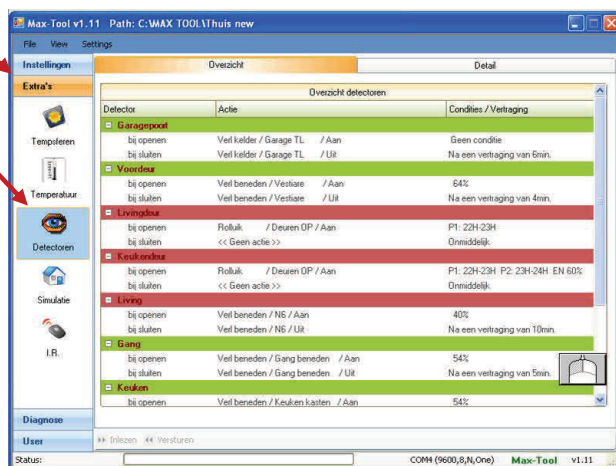 Max-Tool v1.11 Path: C:\MAX TOOL\Thuis new
File View Settings
Instellingen
Overzicht Detail
Extra's
Overzicht detectoren
Detector Actie Condities / Vertraging
Garagepoort
bij openen Verl kelder / Garage TL / Aan Geen conditie
bij sluiten Verl kelder / Garage TL / Uit Na een vertraging van 6min.
Voordeur
bij openen Verl beneden / Vestiare / Aan 64%
bij sluiten Verl beneden / Vestiare / Uit Na een vertraging van 4min.
Livingdeur
bij openen Rolluik / Deuren OP / Aan P1: 22H-23H
bij sluiten << Geen actie >> Onmiddelijk
Keukendeur
bij openen Rolluik / Deuren OP / Aan P1: 22H-23H P2: 23H-24H EN 60%
bij sluiten << Geen actie >> Onmiddelijk
Living
bij openen Verl beneden / N6 / Aan 40%
bij sluiten Verl beneden / N6 / Uit Na een vertraging van 10min.
Gang
bij openen Verl beneden / Gang beneden / Aan 54%
bij sluiten Verl beneden / Gang beneden / Uit Na een vertraging van 5min.
Keuken
bij openen Verl beneden / Keuken kasten / Aan 54%
Tempsferen
Temperatuur
Detectoren
Simulatie
I.R.
Diagnose
User
Inlezen Versturen
Status: COM4 (9600,8,N,One) Max-Tool v1.11